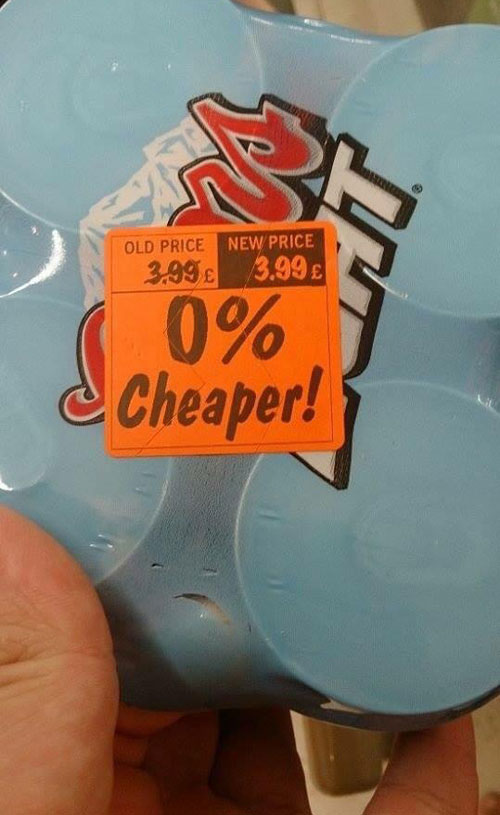 OLD PRICE NEW PRICE
3.99 £ 3.99 £
0%
Cheaper!